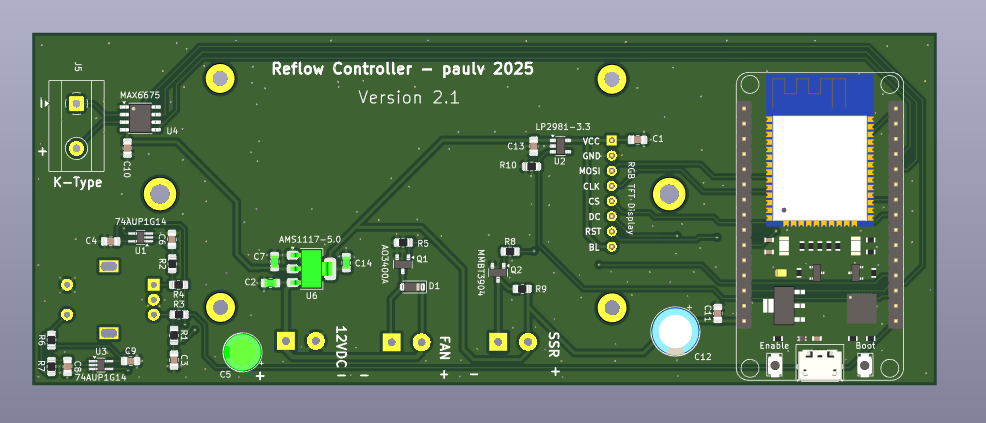 Reflow Controller – paulv 2025
Version 2.1
J5
MAX6675
U4
–
+
C10
K-Type
LP2981-3.3
C13
U2
R10
C1
VCC
GND
MOSI
CLK
CS
DC
RST
BL
RGB TFT Display
74AUP1G14
C4
U1
C6
R2
R4
R3
R1
C3
R6
R7
C8
U3
74AUP1G14
C9
AMS1117-5.0
C7
C2
U6
C14
R5
Q1
AO3400A
D1
MMBT3904
R8
Q2
R9
C5
+
12VDC
–
–
FAN
+
–
SSR
+
C12
+
C11
Enable
Boot